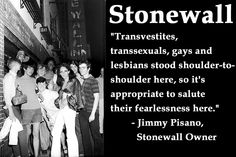 Stonewall
"Transvestites,
transsexuals, gays and
lesbians stood shoulder-to-
shoulder here, so it's
appropriate to salute
their fearlessness here."
- Jimmy Pisano,
Stonewall Owner